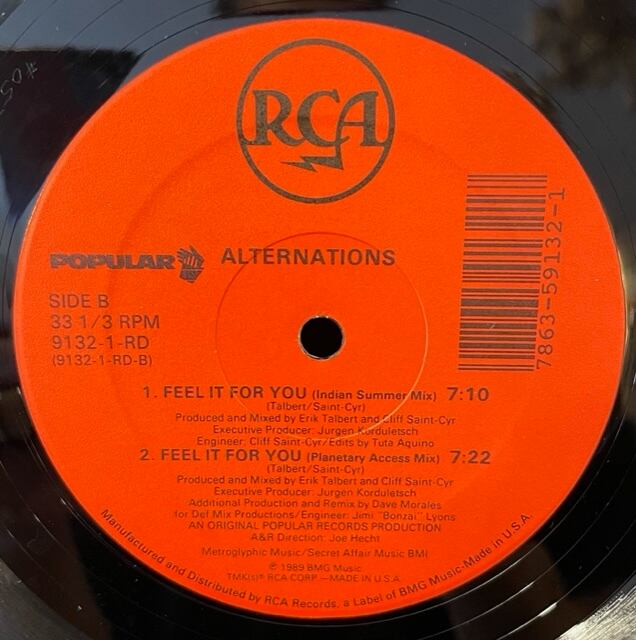 RCA
POPULAR
ALTERNATIONS
SIDE B
33 1/3 RPM
9132-1-RD
(9132-1-RD-B)
7863-59132-1
1. FEEL IT FOR YOU (Indian Summer Mix) 7:10
(Talbert/Saint-Cyr)
Produced and Mixed by Erik Talbert and Cliff Saint-Cyr
Executive Producer: Jurgen Korduletsch
Engineer: Cliff Saint-Cyr/Edits by Tuta Aquino
2. FEEL IT FOR YOU (Planetary Access Mix) 7:22
(Talbert/Saint-Cyr)
Produced and Mixed by Erik Talbert and Cliff Saint-Cyr
Executive Producer: Jurgen Korduletsch
Additional Production and Remix by Dave Morales
for Def Mix Productions/Engineer: Jimi "Bonzai" Lyons
AN ORIGINAL POPULAR RECORDS PRODUCTION
A&R Direction: Joe Hecht
Metroglyphic Music/Secret Affair Music BMI
℗ 1989 BMG Music
TMK(s)® RCA CORP.—MADE IN U.S.A.
Manufactured and Distributed by RCA Records, a Label of BMG Music-Made in U.S.A.